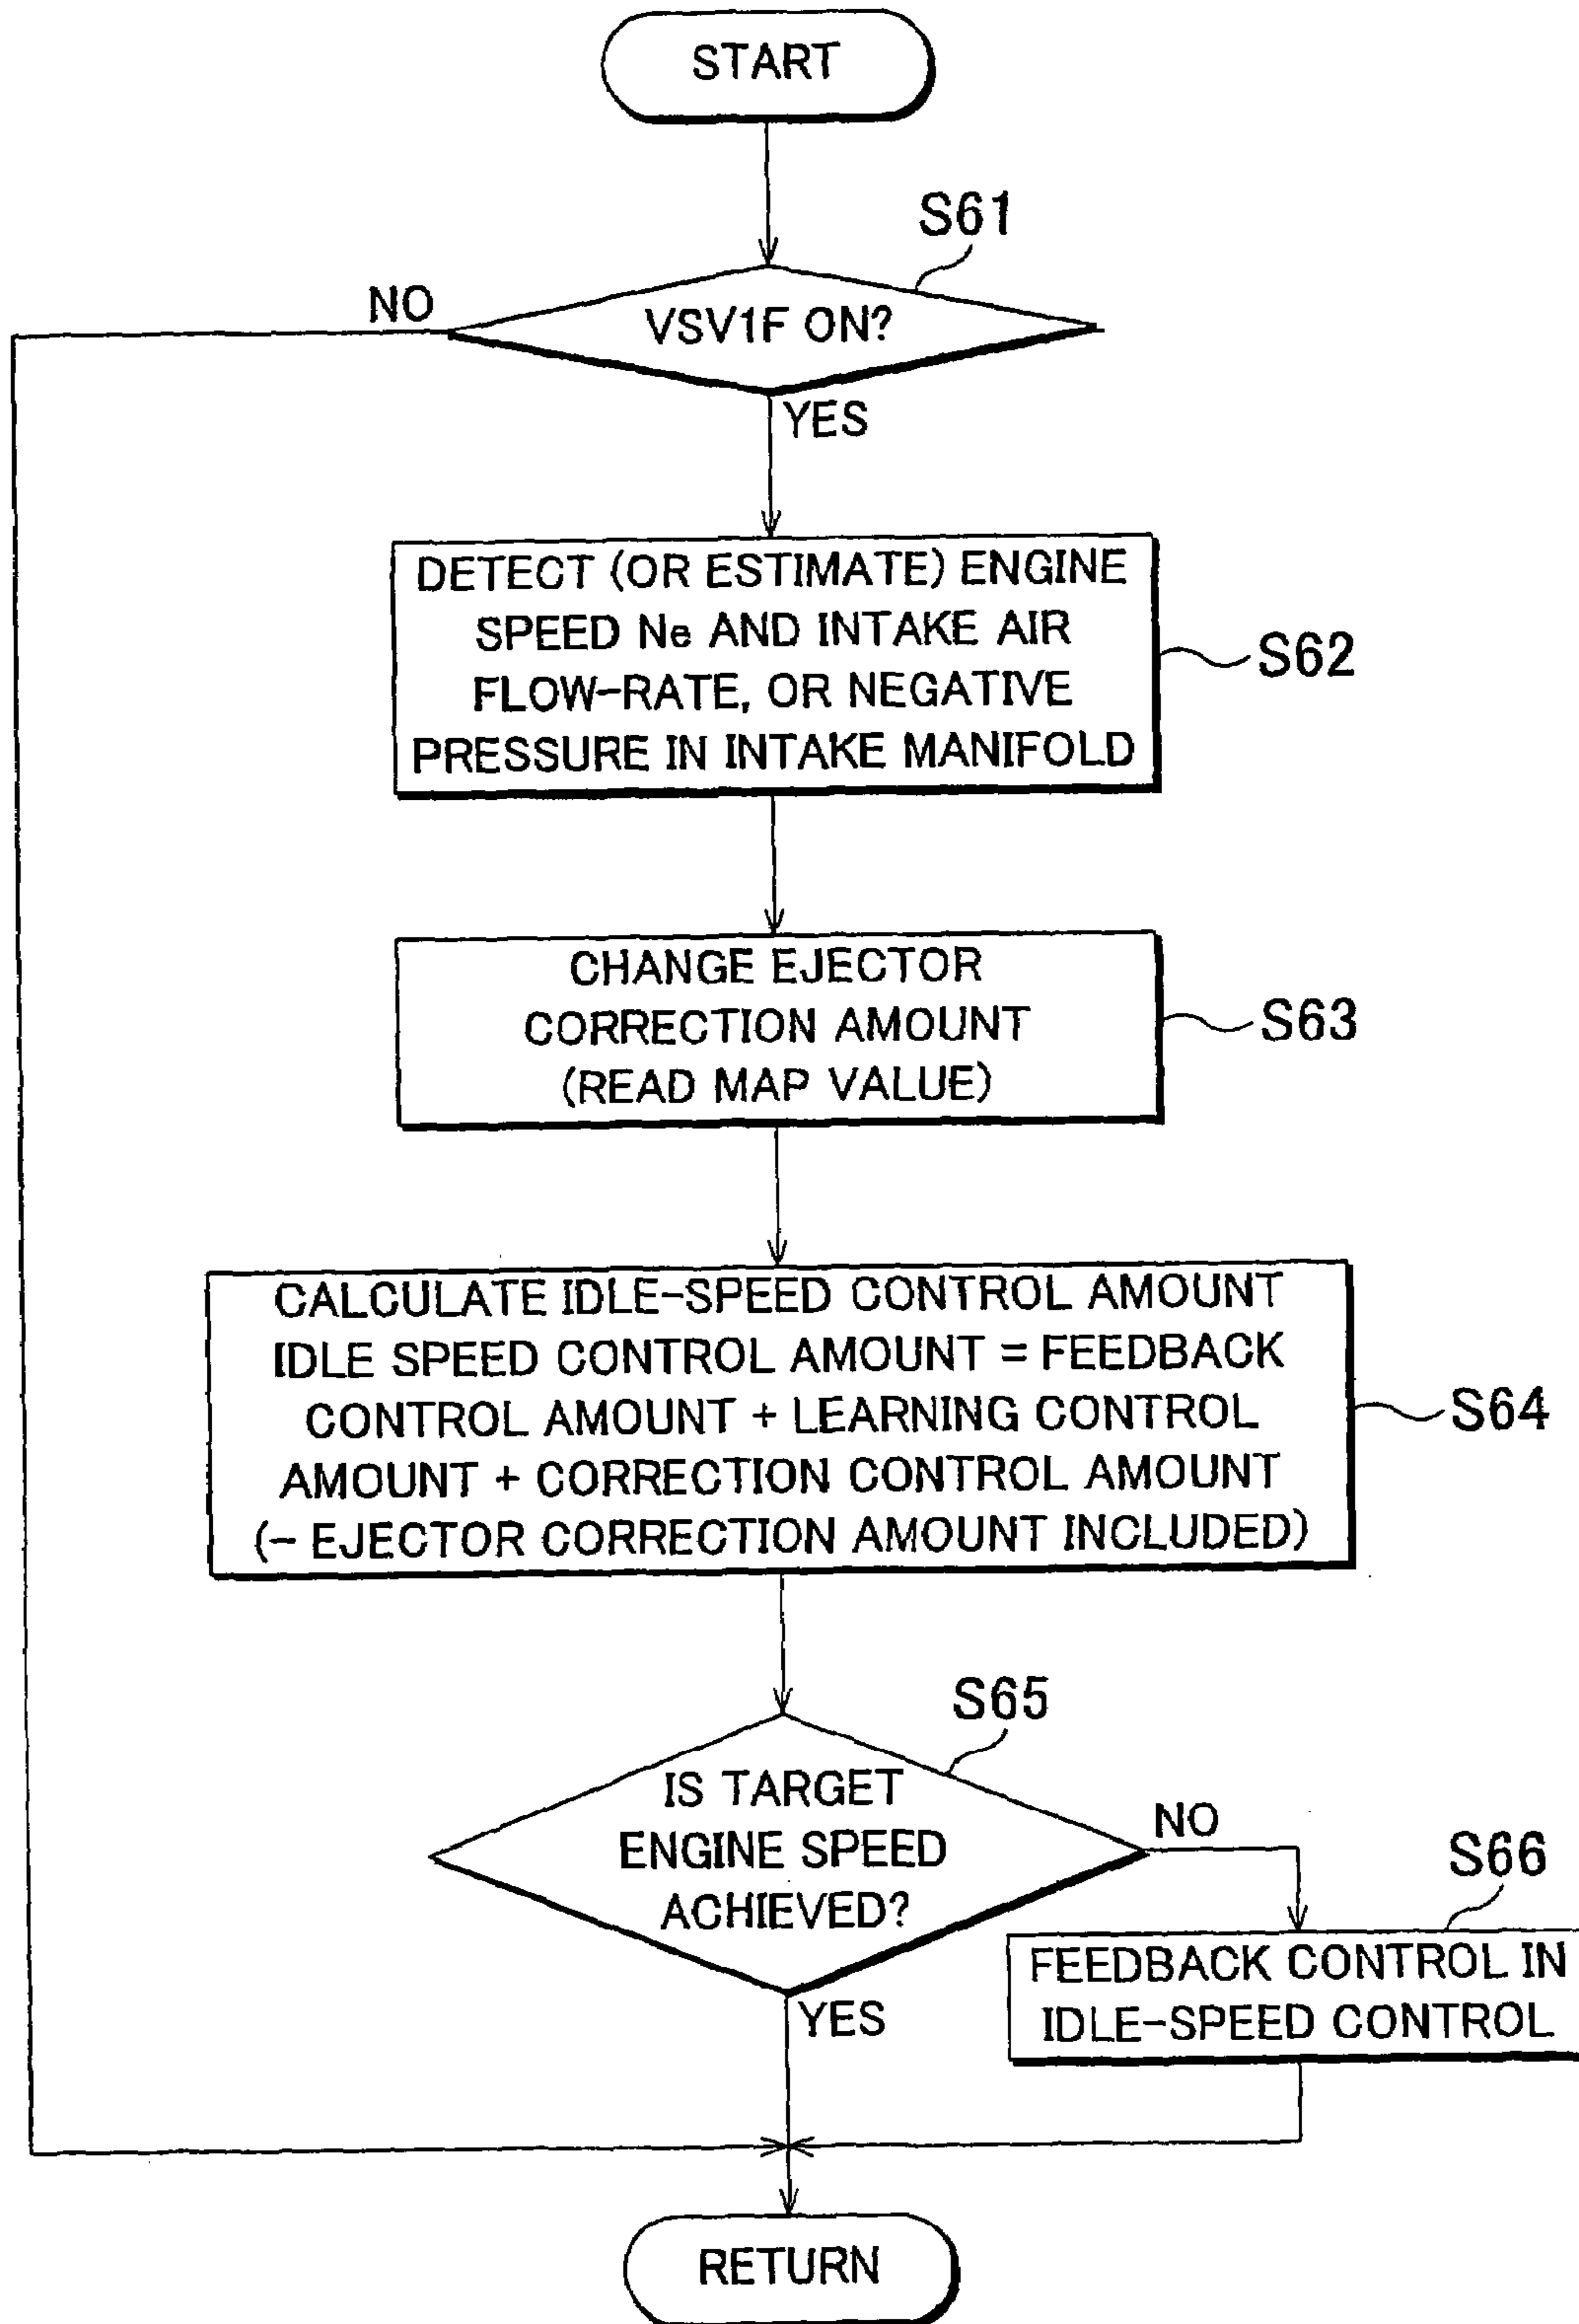 START
S61
NO
VSV1F ON?
YES
DETECT (OR ESTIMATE) ENGINE
SPEED Ne AND INTAKE AIR
FLOW-RATE, OR NEGATIVE
PRESSURE IN INTAKE MANIFOLD
S62
CHANGE EJECTOR
CORRECTION AMOUNT
(READ MAP VALUE)
S63
CALCULATE IDLE-SPEED CONTROL AMOUNT
IDLE SPEED CONTROL AMOUNT = FEEDBACK
CONTROL AMOUNT + LEARNING CONTROL
AMOUNT + CORRECTION CONTROL AMOUNT
(- EJECTOR CORRECTION AMOUNT INCLUDED)
S64
S65
IS TARGET
ENGINE SPEED
ACHIEVED?
NO
YES
S66
FEEDBACK CONTROL IN
IDLE-SPEED CONTROL
RETURN